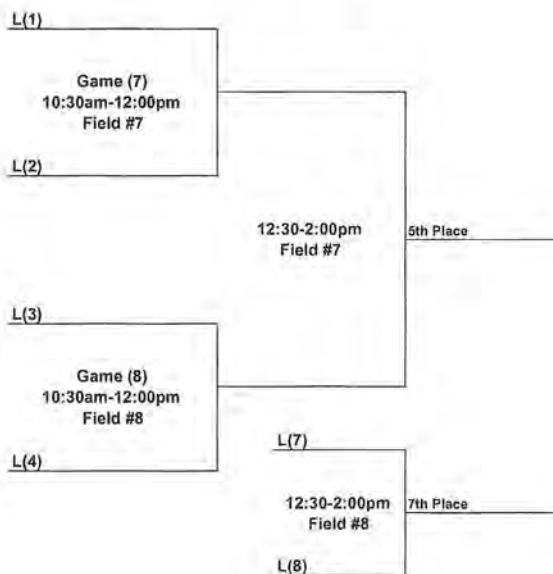 L(1)
Game (7)
10:30am-12:00pm
Field #7
L(2)
12:30-2:00pm
Field #7
5th Place
L(3)
Game (8)
10:30am-12:00pm
Field #8
L(4)
L(7)
12:30-2:00pm
Field #8
7th Place
L(8)